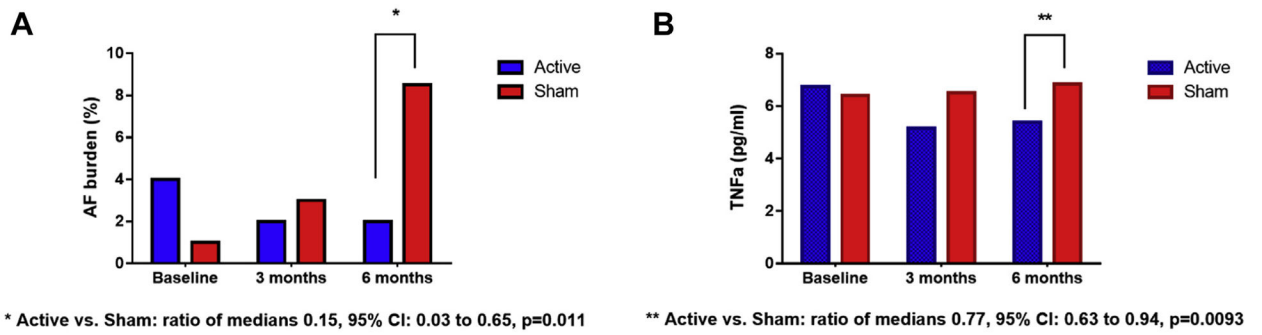 A
*
10
8
6
4
2
0
AF burden (%)
Baseline
3 months
6 months
Active
Sham
* Active vs. Sham: ratio of medians 0.15, 95% CI: 0.03 to 0.65, p=0.011
B
**
8
6
4
2
0
TNFa (pg/ml)
Baseline
3 months
6 months
Active
Sham
** Active vs. Sham: ratio of medians 0.77, 95% CI: 0.63 to 0.94, p=0.0093